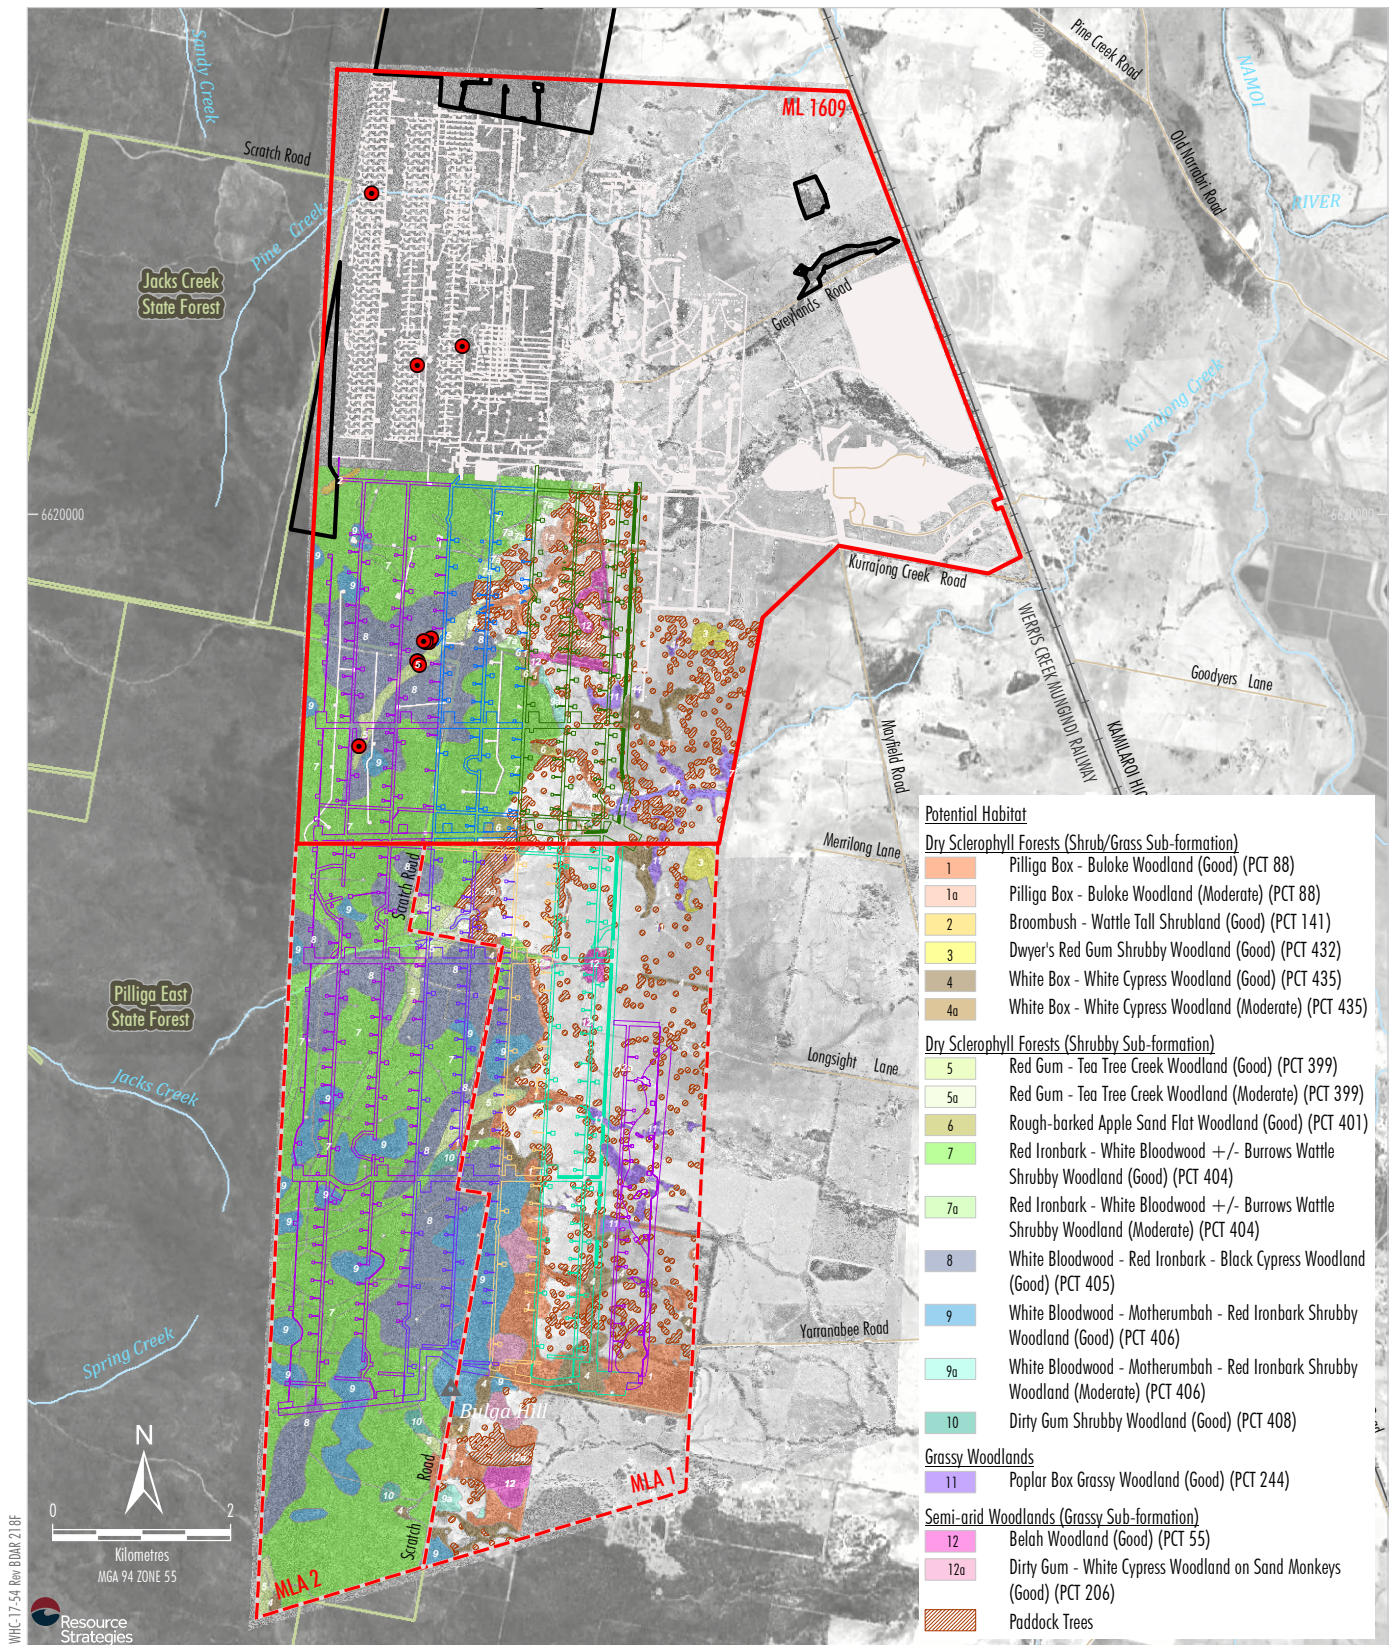 Sandy Creek
Scratch Road
Pine Creek
Jacks Creek
State Forest
ML 1609
780000
Pine Creek Road
NAMOI
Old Narrabri Road
RIVER
Greylands Road
Kurrajong Creek
6620000
6620000
Kurrajong Creek Road
WERRIS CREEK MUNGINDI RAILWAY
KAMILAROI HIG
Goodyers Lane
Mayfield Road
Merrilong Lane
Scratch Road
Pilliga East
State Forest
Jacks Creek
Longsight Lane
Yarranabee Road
Spring Creek
Bulga Hill
Scratch Road
MLA 1
MLA 2
N
0 2
Kilometres
MGA 94 ZONE 55
WHC-17-54 Rev BDAR 218F
Resource
Strategies
Potential Habitat
Dry Sclerophyll Forests (Shrub/Grass Sub-formation)
1 Pilliga Box - Buloke Woodland (Good) (PCT 88)
1a Pilliga Box - Buloke Woodland (Moderate) (PCT 88)
2 Broombush - Wattle Tall Shrubland (Good) (PCT 141)
3 Dwyer's Red Gum Shrubby Woodland (Good) (PCT 432)
4 White Box - White Cypress Woodland (Good) (PCT 435)
4a White Box - White Cypress Woodland (Moderate) (PCT 435)
Dry Sclerophyll Forests (Shrubby Sub-formation)
5 Red Gum - Tea Tree Creek Woodland (Good) (PCT 399)
5a Red Gum - Tea Tree Creek Woodland (Moderate) (PCT 399)
6 Rough-barked Apple Sand Flat Woodland (Good) (PCT 401)
7 Red Ironbark - White Bloodwood +/- Burrows Wattle
Shrubby Woodland (Good) (PCT 404)
7a Red Ironbark - White Bloodwood +/- Burrows Wattle
Shrubby Woodland (Moderate) (PCT 404)
8 White Bloodwood - Red Ironbark - Black Cypress Woodland
(Good) (PCT 405)
9 White Bloodwood - Motherumbah - Red Ironbark Shrubby
Woodland (Good) (PCT 406)
9a White Bloodwood - Motherumbah - Red Ironbark Shrubby
Woodland (Moderate) (PCT 406)
10 Dirty Gum Shrubby Woodland (Good) (PCT 408)
Grassy Woodlands
11 Poplar Box Grassy Woodland (Good) (PCT 244)
Semi-arid Woodlands (Grassy Sub-formation)
12 Belah Woodland (Good) (PCT 55)
12a Dirty Gum - White Cypress Woodland on Sand Monkeys
(Good) (PCT 206)
Paddock Trees